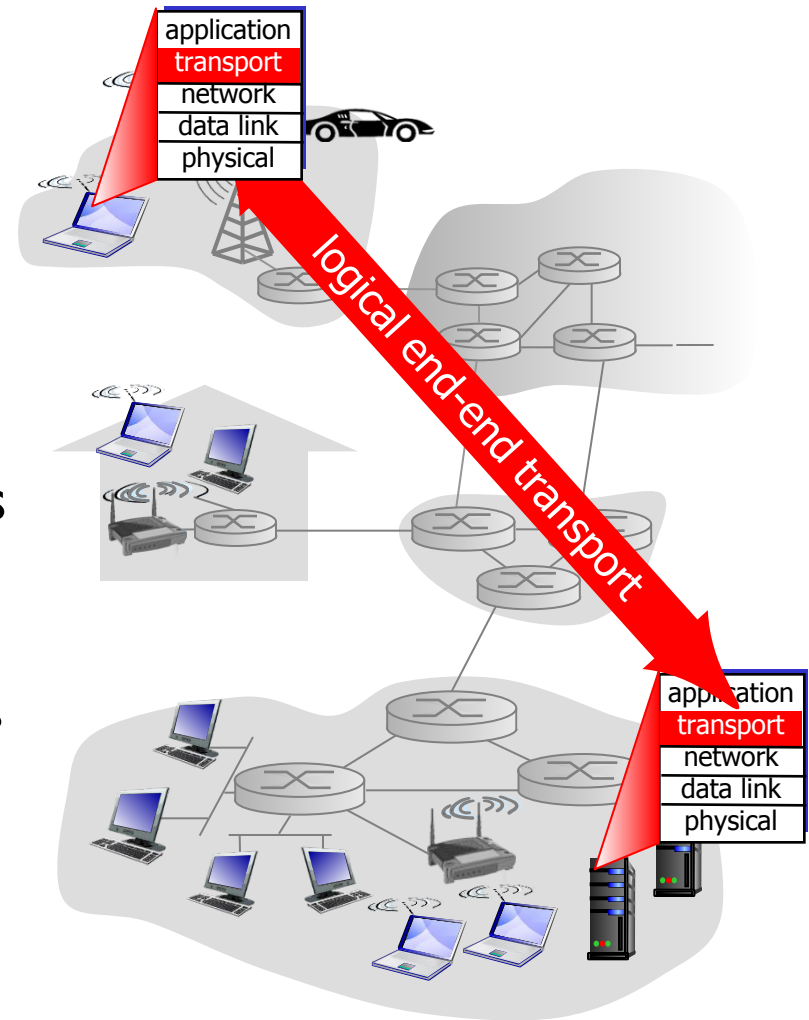 application
transport
network
data link
physical
logical end-end transport
s
application
transport
network
data link
physical